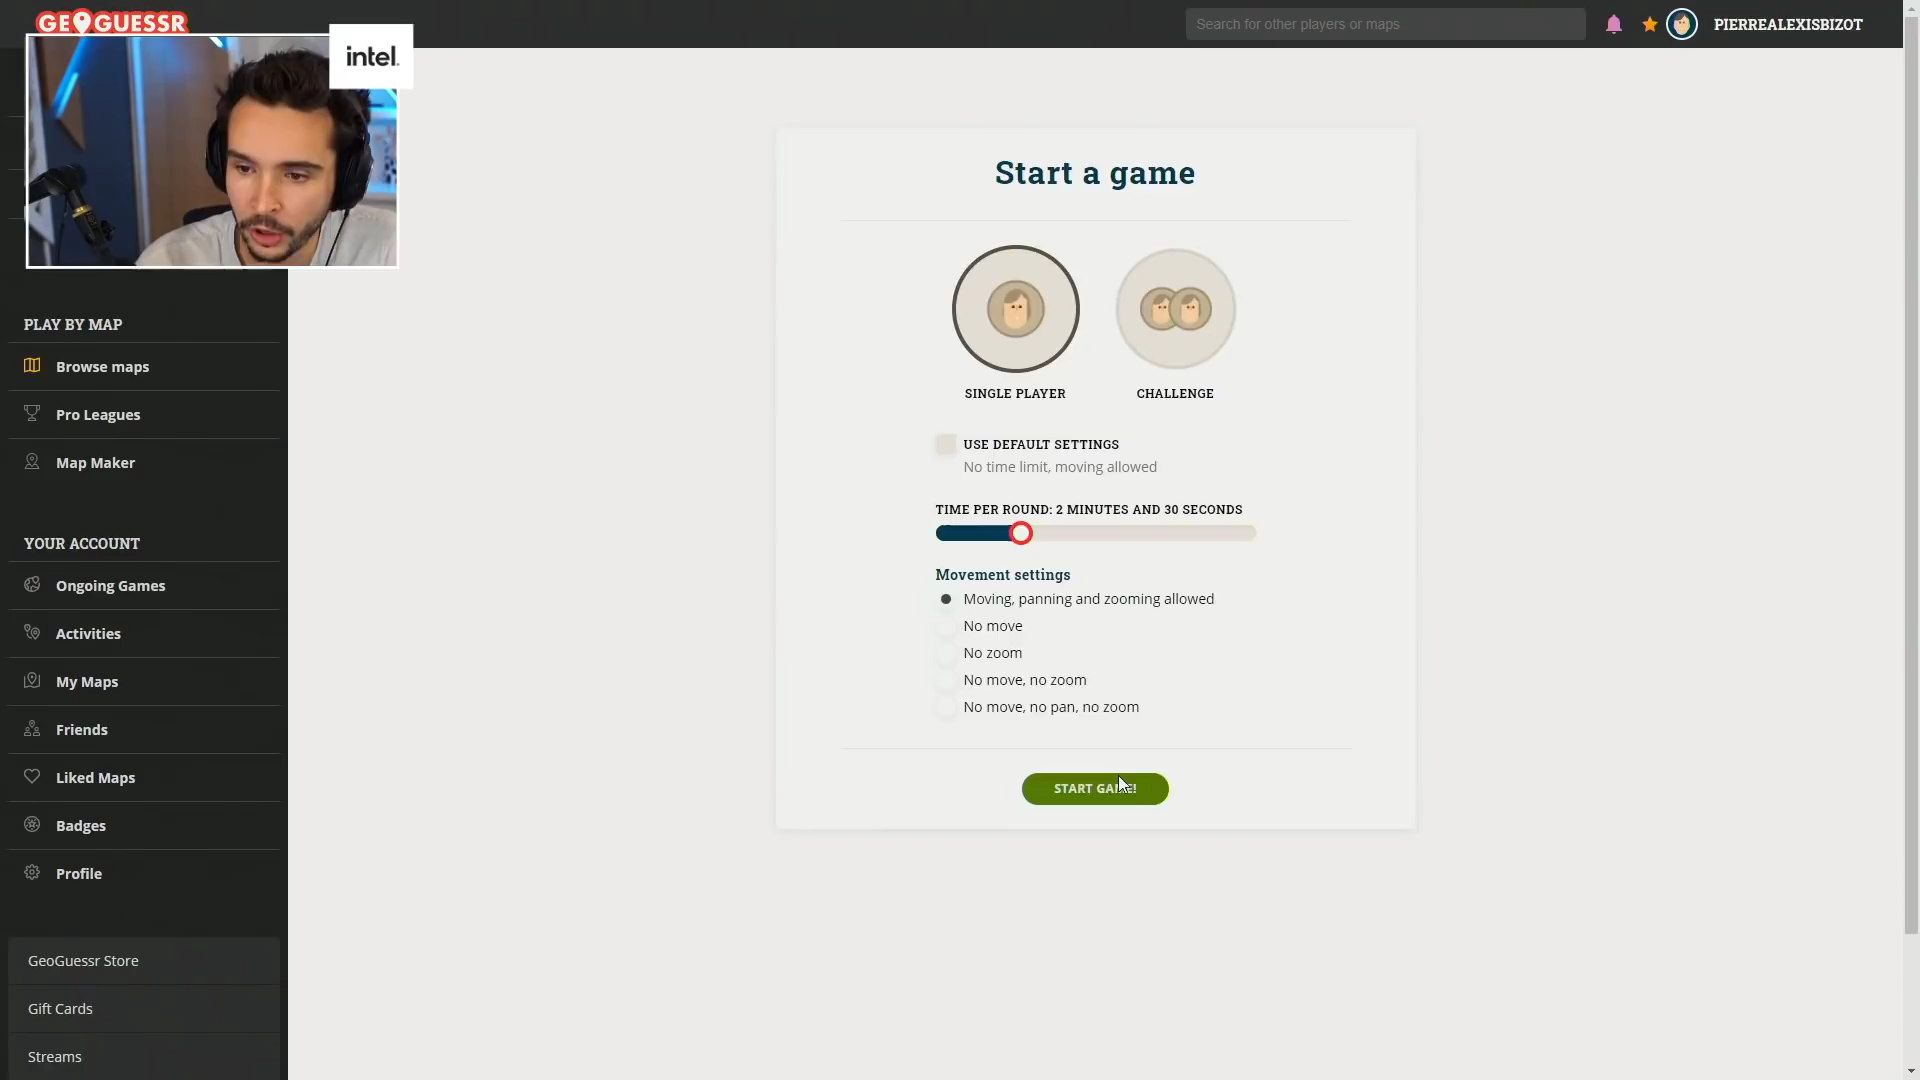 GEOGUESSR
intel.
Search for other players or maps
PIERREALEXISBIZOT
PLAY BY MAP
Browse maps
Pro Leagues
Map Maker
YOUR ACCOUNT
Ongoing Games
Activities
My Maps
Friends
Liked Maps
Badges
Profile
GeoGuessr Store
Gift Cards
Streams
Start a game
SINGLE PLAYER
CHALLENGE
USE DEFAULT SETTINGS
No time limit, moving allowed
TIME PER ROUND: 2 MINUTES AND 30 SECONDS
Movement settings
Moving, panning and zooming allowed
No move
No zoom
No move, no zoom
No move, no pan, no zoom
START GAME!